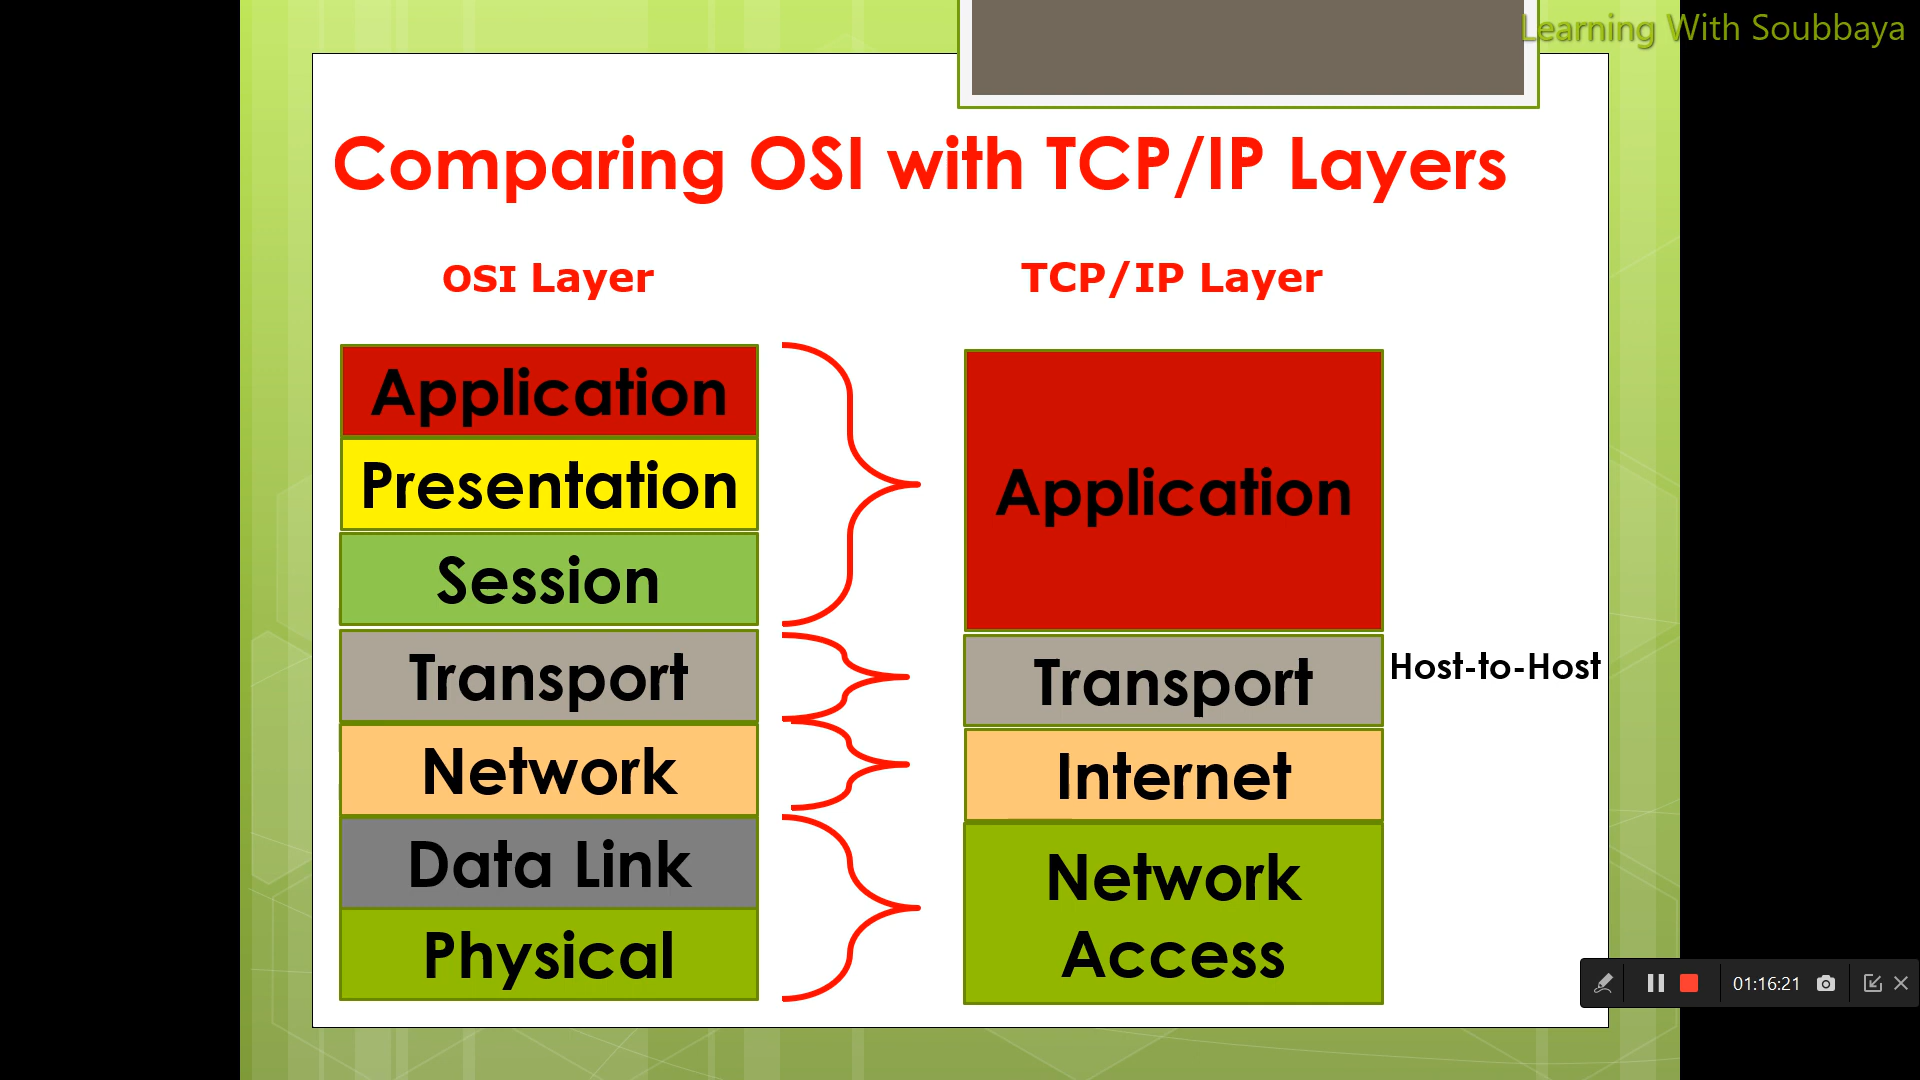 Learning With Soubbaya
Comparing OSI with TCP/IP Layers
OSI Layer
TCP/IP Layer
Application
Presentation
Session
Transport
Network
Data Link
Physical
Application
Transport
Host-to-Host
Internet
Network
Access
01:16:21